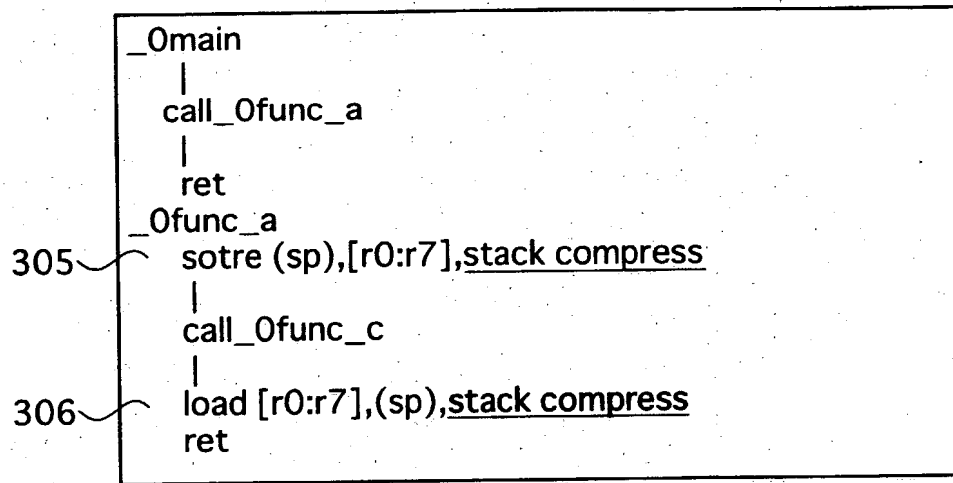 _0main
call_0func_a
ret
_0func_a
305 sotre (sp),[r0:r7],stack compress
call_0func_c
306 load [r0:r7],(sp),stack compress
ret